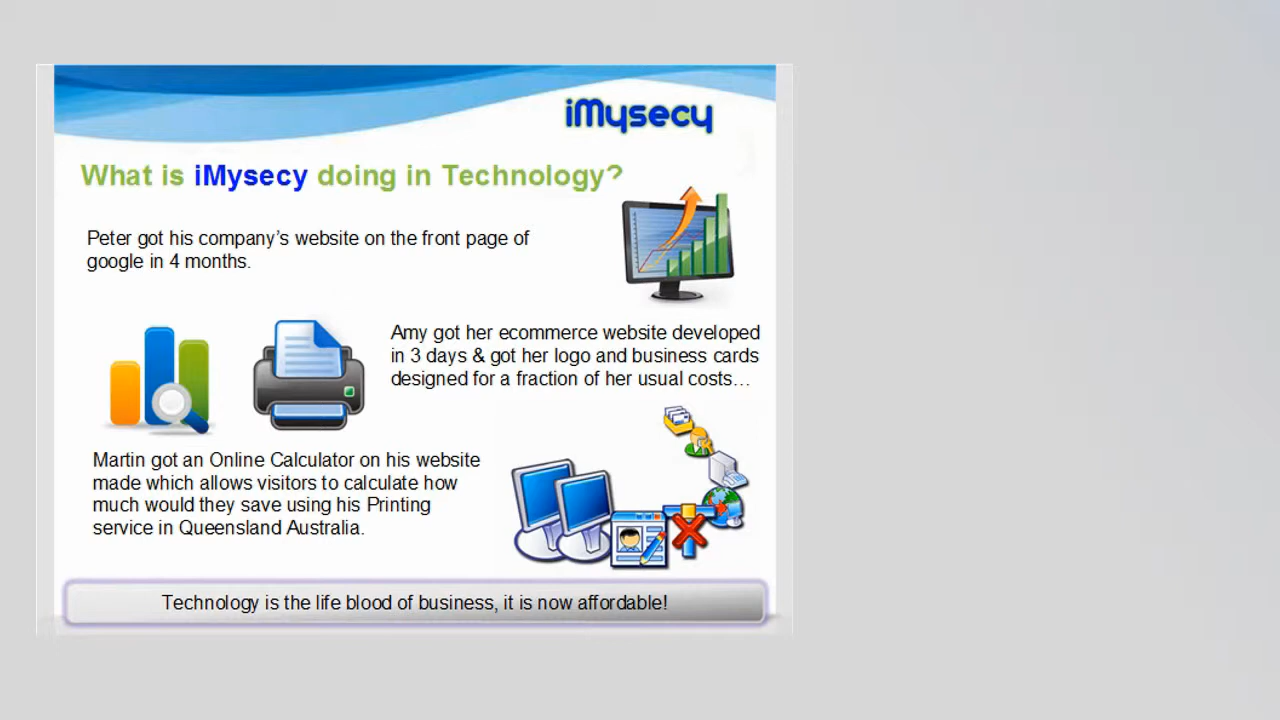 iMysecy
What is iMysecy doing in Technology?
Peter got his company’s website on the front page of
google in 4 months.
Amy got her ecommerce website developed
in 3 days & got her logo and business cards
designed for a fraction of her usual costs…
Martin got an Online Calculator on his website
made which allows visitors to calculate how
much would they save using his Printing
service in Queensland Australia.
Technology is the life blood of business, it is now affordable!